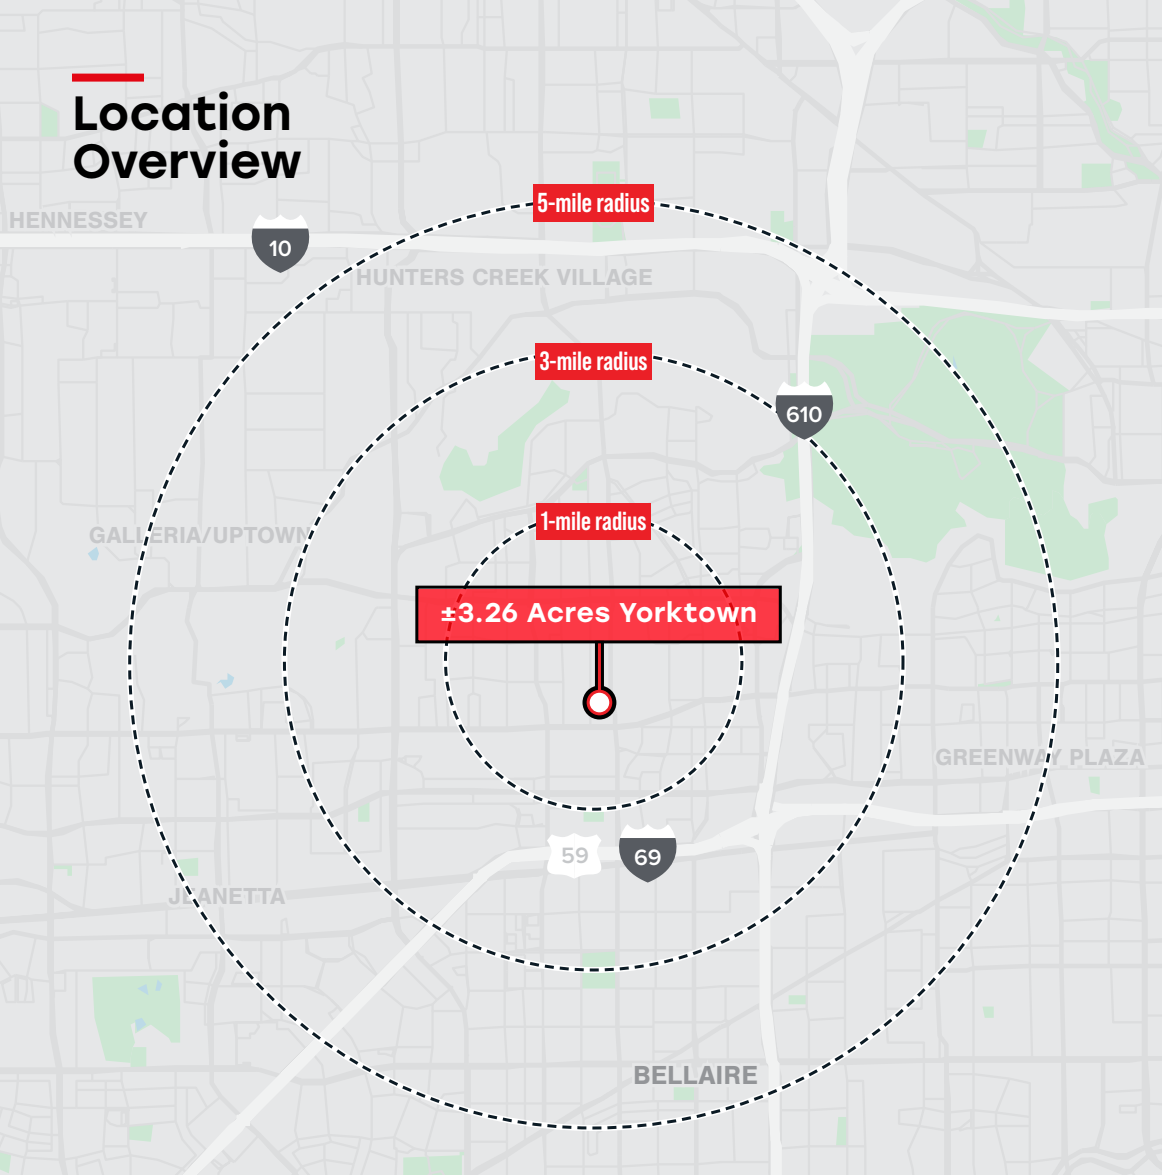 Location
Overview
5-mile radius
HENNESSEY
10
HUNTERS CREEK VILLAGE
3-mile radius
610
1-mile radius
GALLERIA/UPTOWN
±3.26 Acres Yorktown
GREENWAY PLAZA
59
69
JEANETTA
BELLAIRE